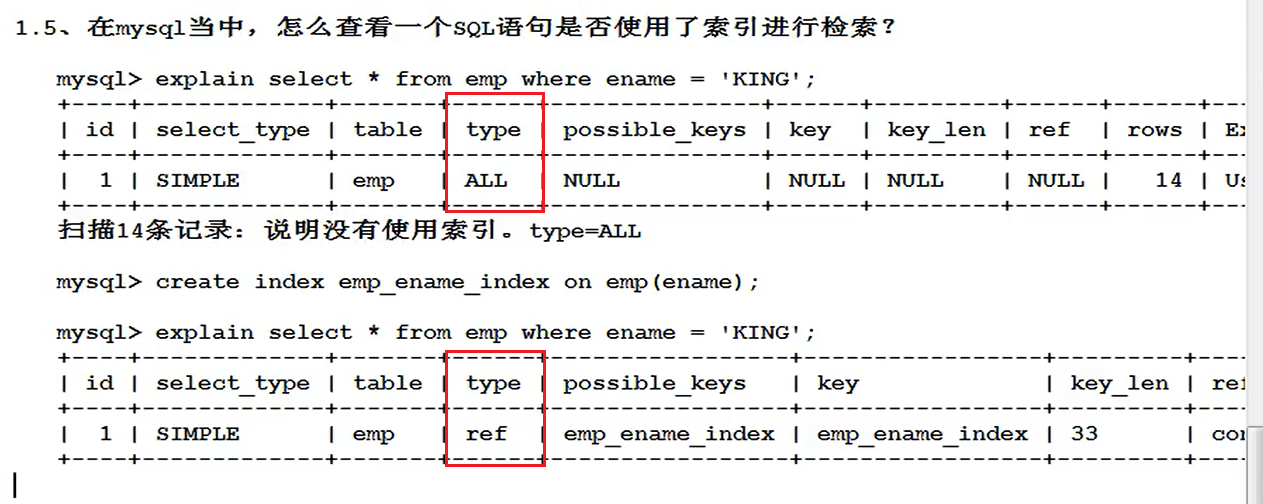 1.5、在mysql当中，怎么查看一个SQL语句是否使用了索引进行检索？
mysql> explain select * from emp where ename = 'KING';
+----+-------------+-------+------+---------------+------+---------+------+------+---
| id | select_type | table | type | possible_keys | key | key_len | ref | rows | Ex
+----+-------------+-------+------+---------------+------+---------+------+------+---
| 1 | SIMPLE | emp | ALL | NULL | NULL | NULL | NULL | 14 | Us
+----+-------------+-------+------+---------------+------+---------+------+------+---
扫描14条记录：说明没有使用索引。type=ALL
mysql> create index emp_ename_index on emp(ename);
mysql> explain select * from emp where ename = 'KING';
+----+-------------+-------+------+-----------------+-----------------+---------+----
| id | select_type | table | type | possible_keys | key | key_len | ref
+----+-------------+-------+------+-----------------+-----------------+---------+----
| 1 | SIMPLE | emp | ref | emp_ename_index | emp_ename_index | 33 | con
+----+-------------+-------+------+-----------------+-----------------+---------+----